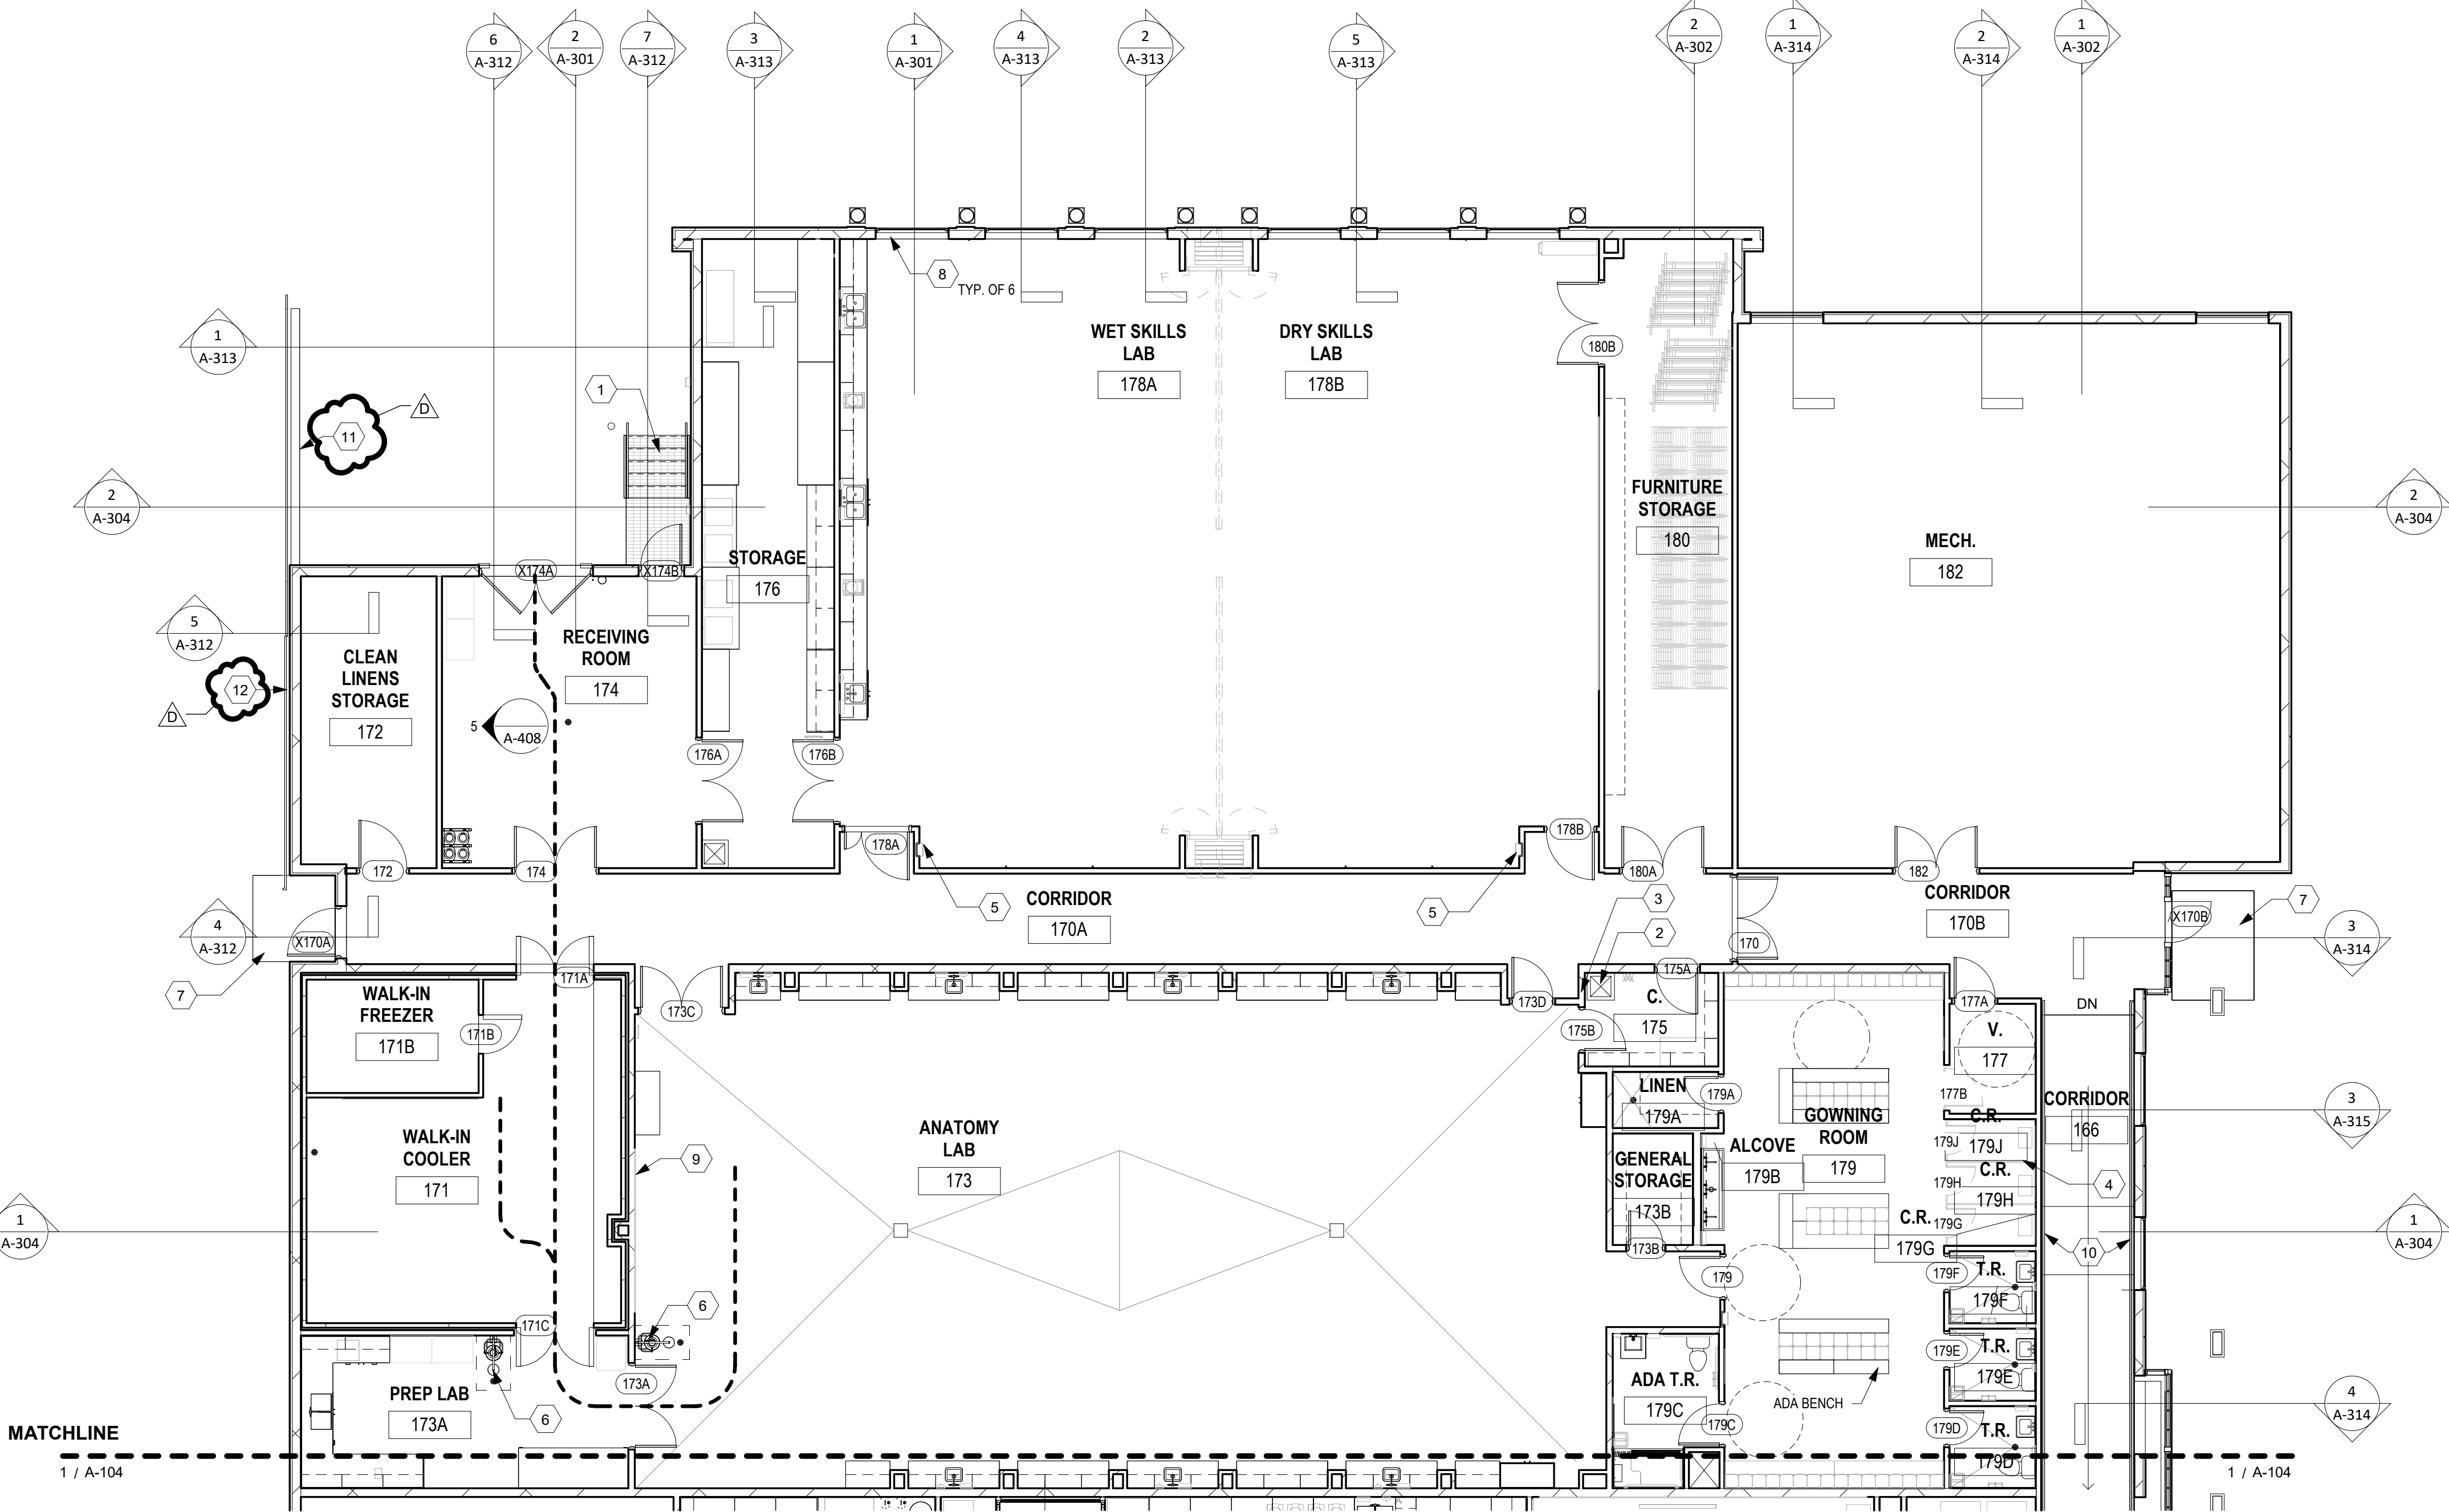 6
A-312
2
A-301
7
A-312
3
A-313
1
A-301
4
A-313
2
A-313
5
A-313
2
A-302
1
A-314
2
A-314
1
A-302
8
TYP. OF 6
1
A-313
WET SKILLS
LAB
178A
DRY SKILLS
LAB
178B
180B
1
D
11
2
A-304
FURNITURE
STORAGE
180
2
A-304
MECH.
182
STORAGE
176
X174A
X174B
5
A-312
RECEIVING
ROOM
174
CLEAN
LINENS
STORAGE
172
12
D
5
A-408
176A
176B
178A
178B
172
174
180A
182
CORRIDOR
170A
5
5
3
2
CORRIDOR
170B
X170B
7
4
A-312
X170A
170
3
A-314
7
WALK-IN
FREEZER
171B
171A
171B
173C
173D
175A
C.
175
175B
177A
DN
V.
177
LINEN
179A
179A
177B
CORRIDOR
166
3
A-315
WALK-IN
COOLER
171
9
ANATOMY
LAB
173
GOWNING
ROOM
179
ALCOVE
179B
GENERAL
STORAGE
173B
C.R.
179J
179J
C.R.
179H
179H
4
C.R.
179G
179G
1
A-304
10
1
A-304
173B
179
179F
T.R.
179F
6
171C
179E
T.R.
179E
173A
PREP LAB
173A
6
ADA T.R.
179C
179C
ADA BENCH
179D
T.R.
179D
4
A-314
MATCHLINE
1 / A-104
1 / A-104